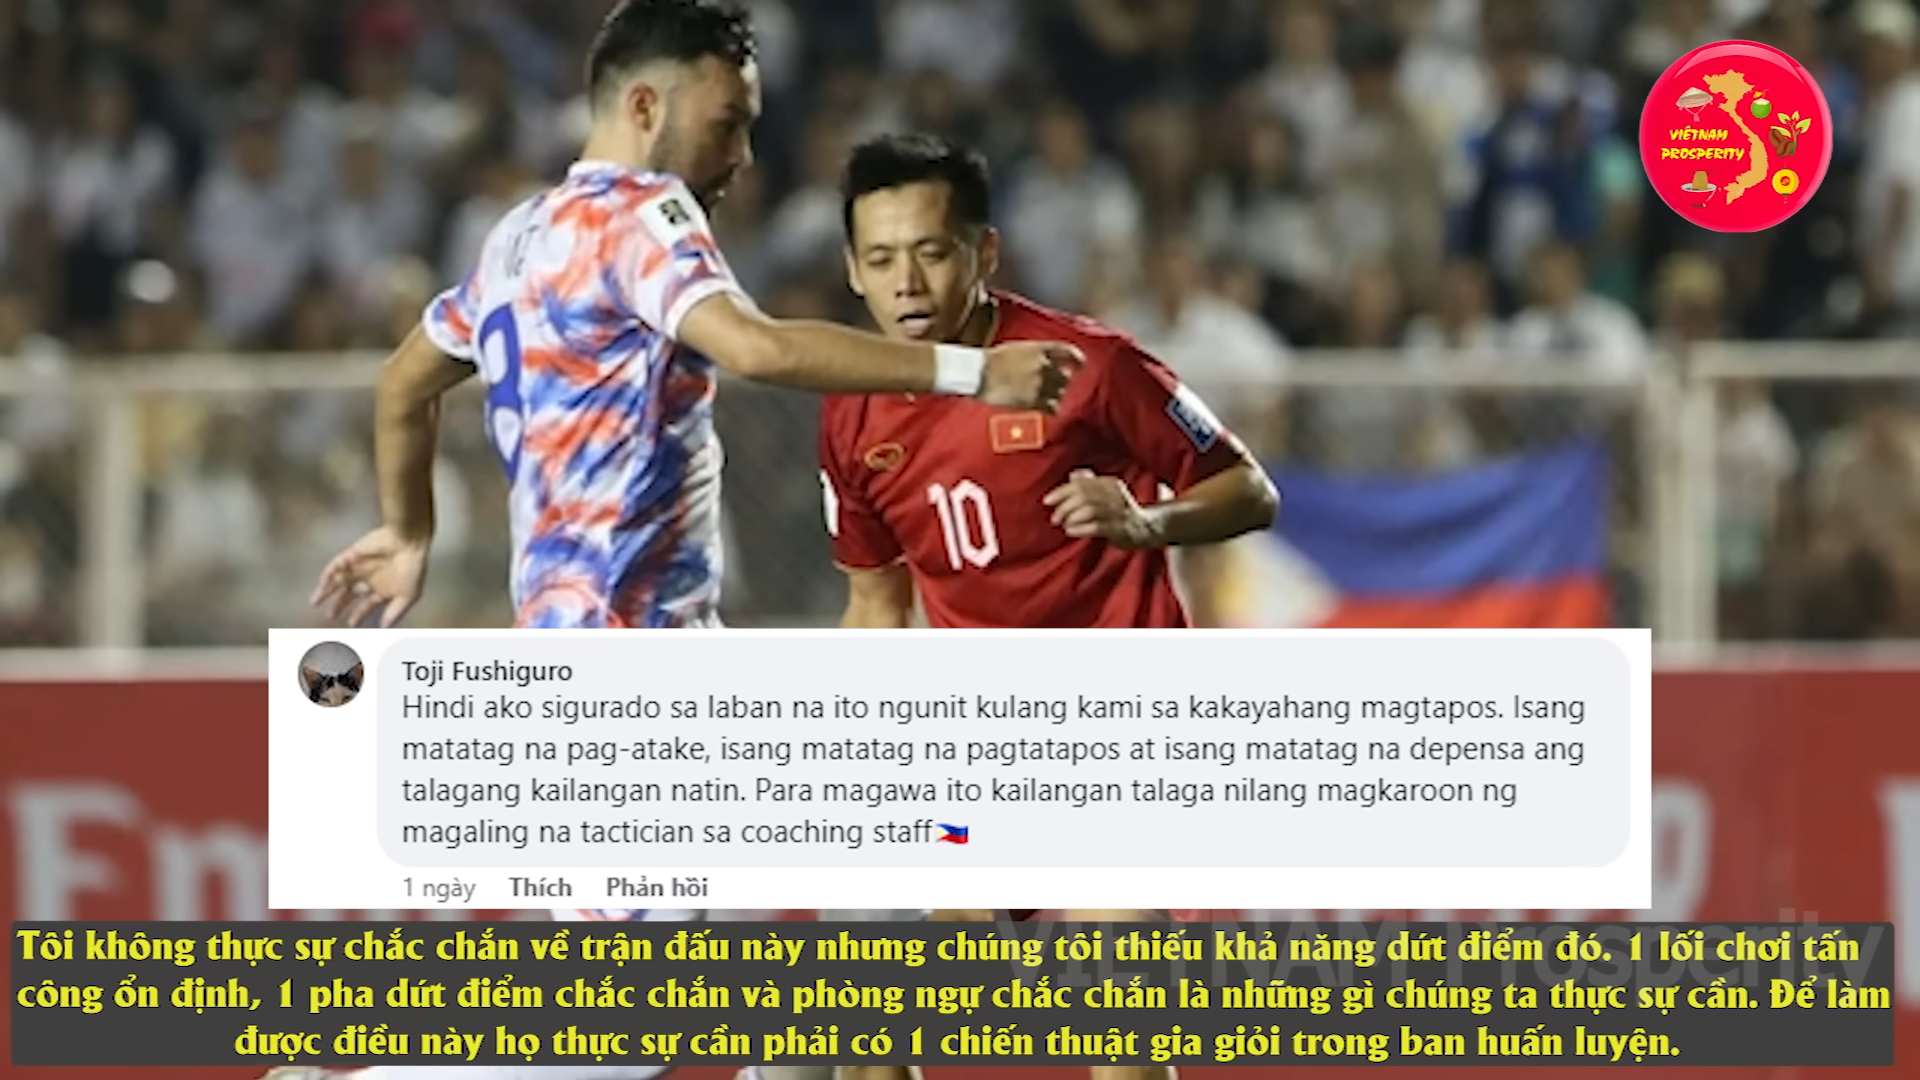 VIETNAM
PROSPERITY
8
10
Toji Fushiguro
Hindi ako sigurado sa laban na ito ngunit kulang kami sa kakayahang magtapos. Isang
matatag na pag-atake, isang matatag na pagtatapos at isang matatag na depensa ang
talagang kailangan natin. Para magawa ito kailangan talaga nilang magkaroon ng
magaling na tactician sa coaching staff🇵🇭
1 ngày Thích Phản hồi
VIETNAM Prosperity
Tôi không thực sự chắc chắn về trận đấu này nhưng chúng tôi thiếu khả năng dứt điểm đó. 1 lối chơi tấn
công ổn định, 1 pha dứt điểm chắc chắn và phòng ngự chắc chắn là những gì chúng ta thực sự cần. Để làm
được điều này họ thực sự cần phải có 1 chiến thuật gia giỏi trong ban huấn luyện.